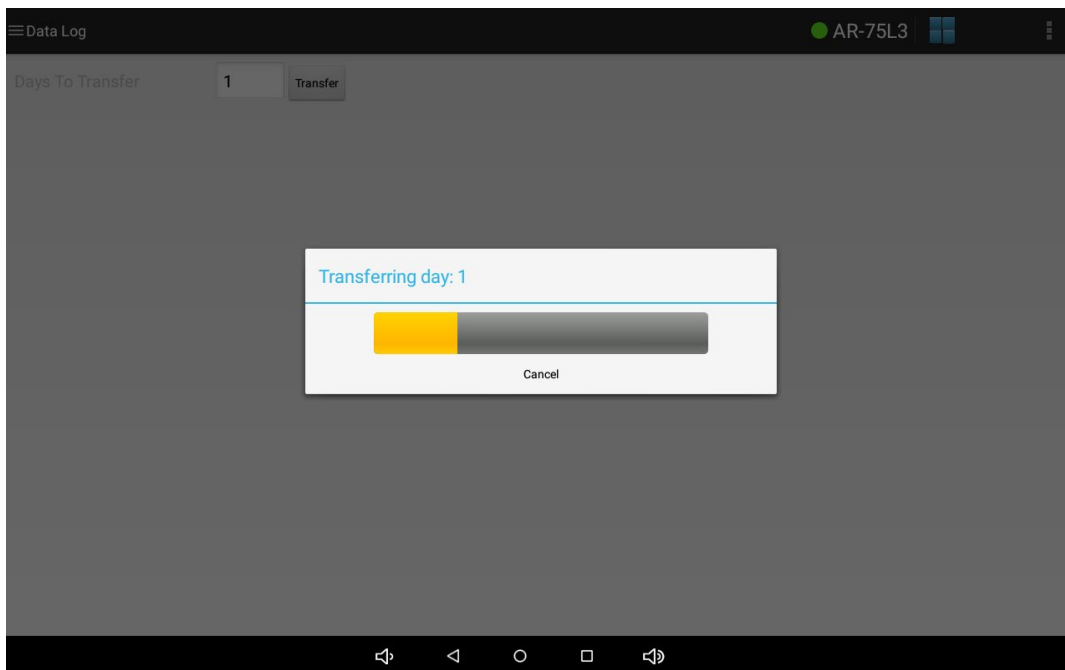 Data Log
AR-75L3
Days To Transfer
1
Transfer
Transferring day: 1
Cancel